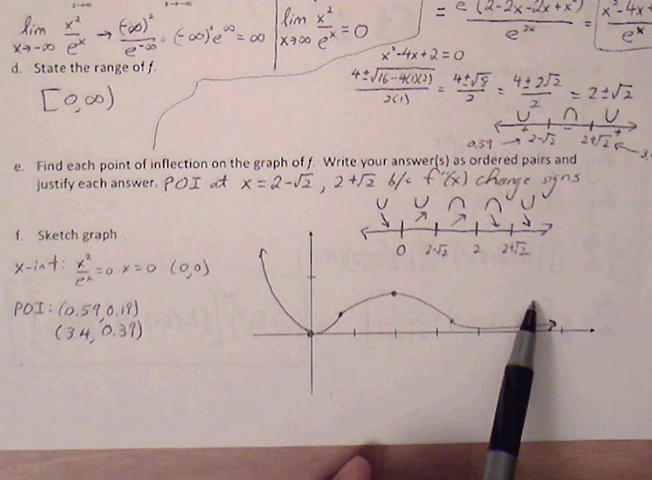 lim x→-∞ x²/eˣ → (-∞)²/e^-∞ = (-∞)² e^∞ = ∞
lim x→∞ x²/eˣ = 0
= e (2-2x-2x+x²) / e^2x
x²-4x+ / eˣ
d. State the range of f.
[0,∞)
x²-4x+2=0
4±√16-4(1)(2) / 2(1) = 4±√8 / 2 = 4±2√2 / 2 = 2±√2
+ - +
0.59 → 2-√2 2+√2 ← 3.
e. Find each point of inflection on the graph of f. Write your answer(s) as ordered pairs and
justify each answer. POI at x = 2-√2, 2+√2 b/c f''(x) change signs
f. Sketch graph
0 2-√2 2 2+√2
x-int: x²/eˣ = 0 x=0 (0,0)
POI: (0.59, 0.19)
(3.4, 0.39)